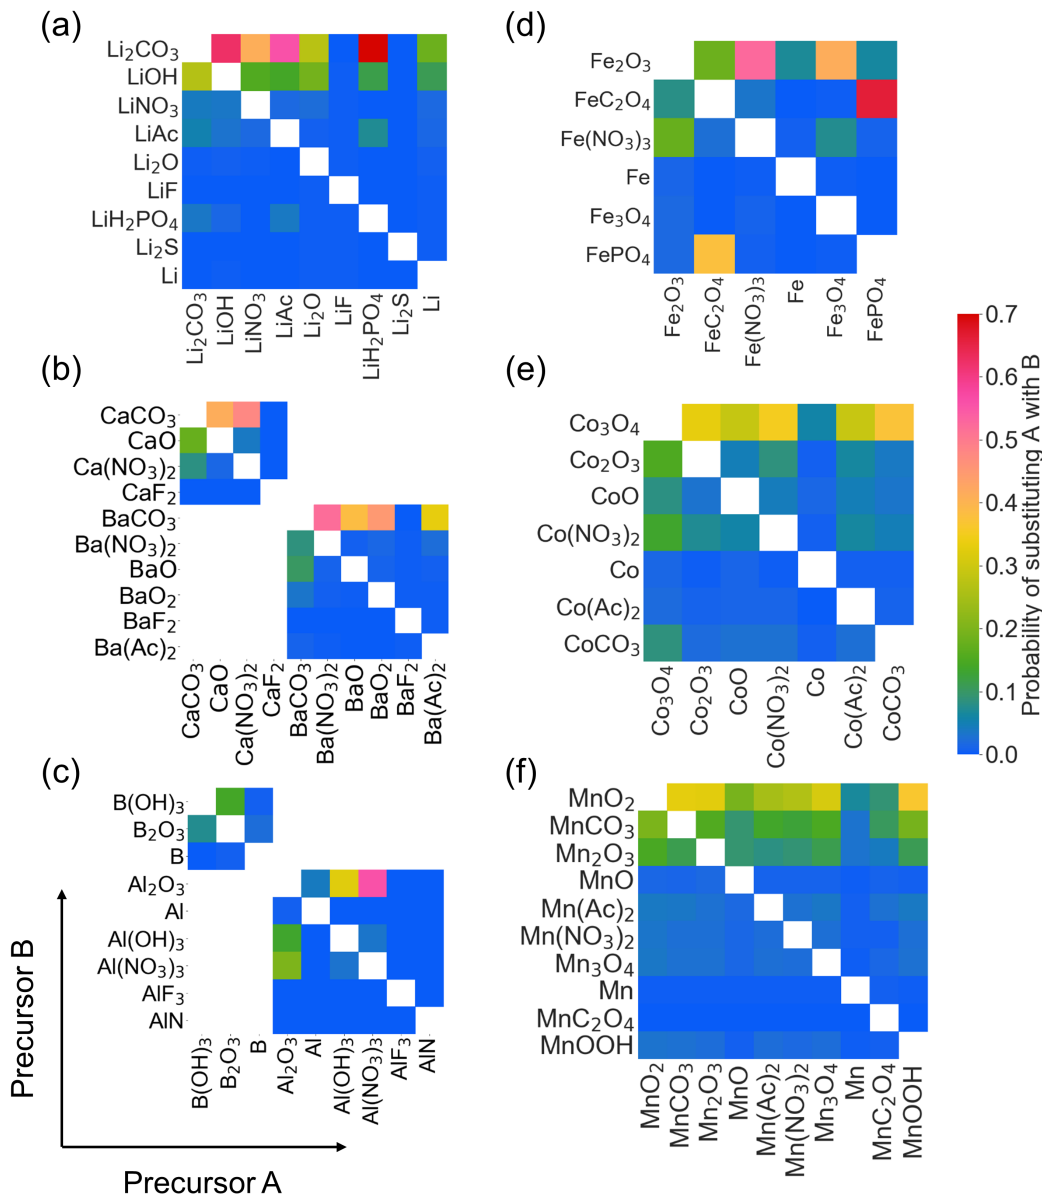 (a)
Li₂CO₃
LiOH
LiNO₃
LiAc
Li₂O
LiF
LiH₂PO₄
Li₂S
Li
Li₂CO₃
LiOH
LiNO₃
LiAc
Li₂O
LiF
LiH₂PO₄
Li₂S
Li
(b)
CaCO₃
CaO
Ca(NO₃)₂
CaF₂
BaCO₃
Ba(NO₃)₂
BaO
BaO₂
BaF₂
Ba(Ac)₂
CaCO₃
CaO
Ca(NO₃)₂
CaF₂
BaCO₃
Ba(NO₃)₂
BaO
BaO₂
BaF₂
Ba(Ac)₂
(c)
B(OH)₃
B₂O₃
B
Al₂O₃
Al
Al(OH)₃
Al(NO₃)₃
AlF₃
AlN
B(OH)₃
B₂O₃
B
Al₂O₃
Al
Al(OH)₃
Al(NO₃)₃
AlF₃
AlN
Precursor B
Precursor A
(d)
Fe₂O₃
FeC₂O₄
Fe(NO₃)₃
Fe
Fe₃O₄
FePO₄
Fe₂O₃
FeC₂O₄
Fe(NO₃)₃
Fe
Fe₃O₄
FePO₄
(e)
Co₃O₄
Co₂O₃
CoO
Co(NO₃)₂
Co
Co(Ac)₂
CoCO₃
Co₃O₄
Co₂O₃
CoO
Co(NO₃)₂
Co
Co(Ac)₂
CoCO₃
(f)
MnO₂
MnCO₃
Mn₂O₃
MnO
Mn(Ac)₂
Mn(NO₃)₂
Mn₃O₄
Mn
MnC₂O₄
MnOOH
MnO₂
MnCO₃
Mn₂O₃
MnO
Mn(Ac)₂
Mn(NO₃)₂
Mn₃O₄
Mn
MnC₂O₄
MnOOH
0.7
0.6
0.5
0.4
0.3
0.2
0.1
0.0
Probability of substituting A with B